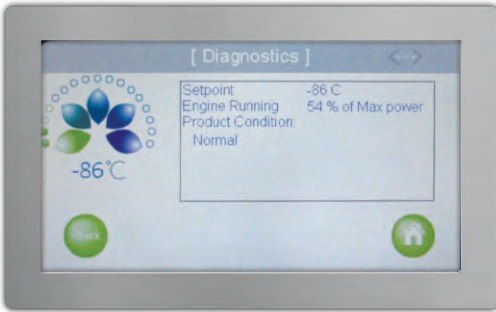 [ Diagnostics ]
Setpoint -86 C
Engine Running 54 % of Max power
Product Condition:
Normal
-86°C
Back